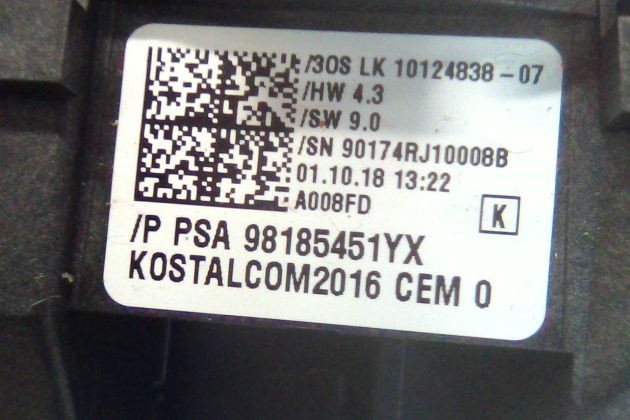 /3OS LK 10124838-07
/HW 4.3
/SW 9.0
/SN 90174RJ10008B
01.10.18 13:22
A008FD
K
/P PSA 98185451YX
KOSTALCOM2016 CEM 0